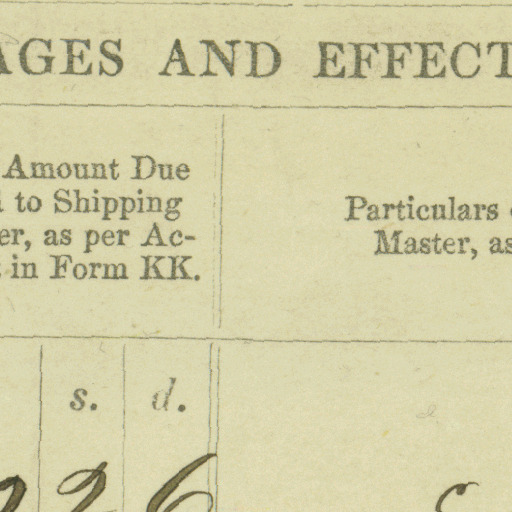 AGES AND EFFECT
Amount Due
to Shipping
er, as per Ac-
in Form KK.
Particulars
Master, as
s. d.
2 2 6